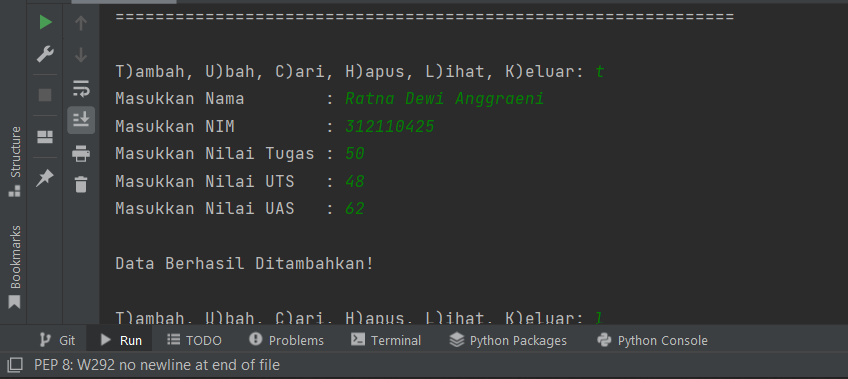 ============================================================
T)ambah, U)bah, C)ari, H)apus, L)ihat, K)eluar: t
Masukkan Nama         : Ratna Dewi Anggraeni
Masukkan NIM          : 312110425
Masukkan Nilai Tugas : 50
Masukkan Nilai UTS   : 48
Masukkan Nilai UAS   : 62
Data Berhasil Ditambahkan!
T)ambah, U)bah, C)ari, H)apus, L)ihat, K)eluar: l
Structure
Bookmarks
Git Run TODO Problems Terminal Python Packages Python Console
PEP 8: W292 no newline at end of file